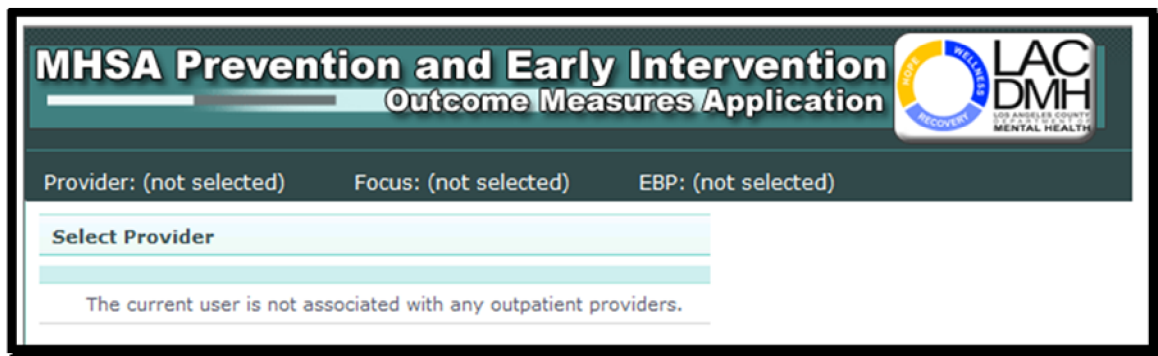 MHSA Prevention and Early Intervention
Outcome Measures Application
HOPE
WELLNESS
RECOVERY
LAC
DMH
LOS ANGELES COUNTY
DEPARTMENT OF
MENTAL HEALTH
Provider: (not selected) Focus: (not selected) EBP: (not selected)
Select Provider
The current user is not associated with any outpatient providers.